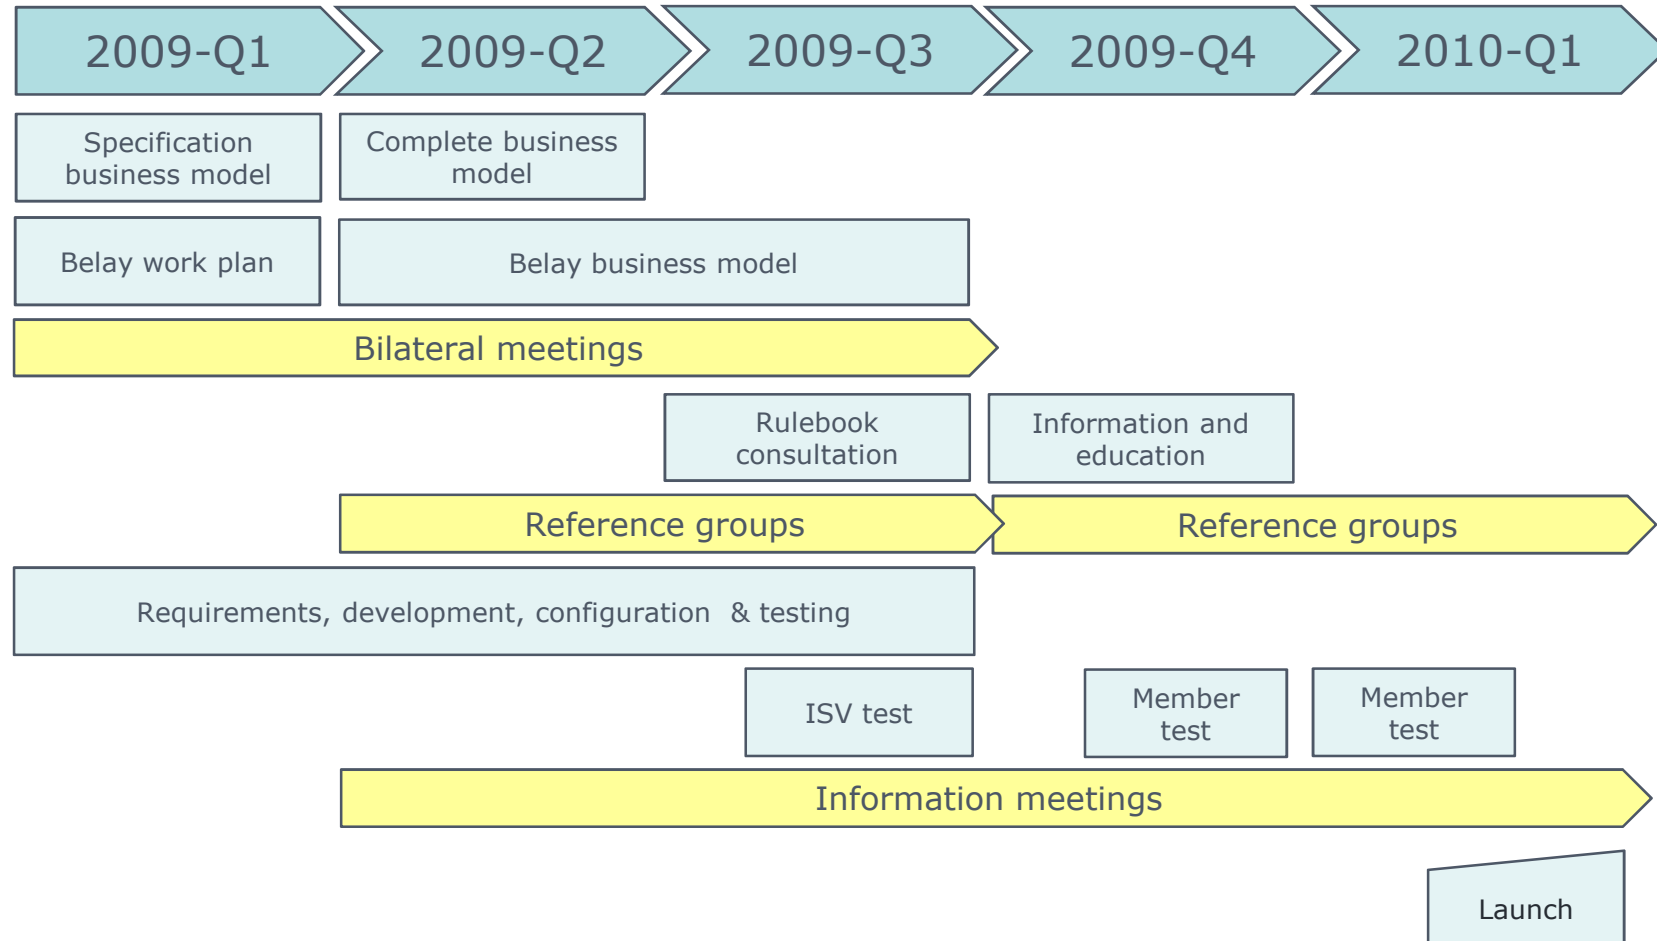 2009-Q1
2009-Q2
2009-Q3
2009-Q4
2010-Q1
Specification
business model
Complete business
model
Belay work plan
Belay business model
Bilateral meetings
Rulebook
consultation
Information and
education
Reference groups
Reference groups
Requirements, development, configuration & testing
ISV test
Member
test
Member
test
Information meetings
Launch